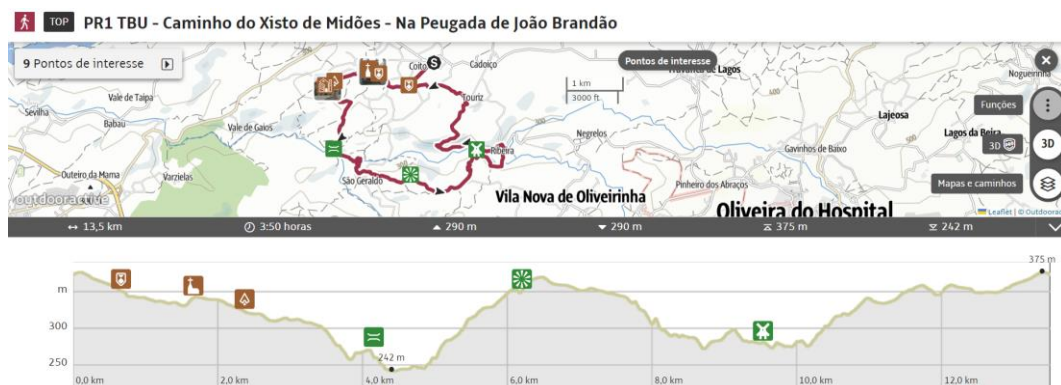 TOP PR1 TBU - Caminho do Xisto de Midões - Na Peugada de João Brandão
9 Pontos de interesse
Coito
S
Cadoiço
Pontos de interesse
de Lagos
Nogueirinha
1 km
3000 ft.
Vale de Taipa
Touriz
Funções
Sevilha
Babau
Vale de Gaios
Negrelos
Lajeosa
Lagos da Beira
3D
3D
Ribeira
Gavinhos de Baixo
Outeiro da Mama
Varzielas
São Geraldo
Pinheiro dos Abraços
Mapas e caminhos
Vila Nova de Oliveirinha
Oliveira do Hospital
outdooractive
Leaflet | © Outdoorac
13,5 km
3:50 horas
290 m
290 m
375 m
242 m
375 m
m
300
242 m
250
0,0 km
2,0 km
4,0 km
6,0 km
8,0 km
10,0 km
12,0 km